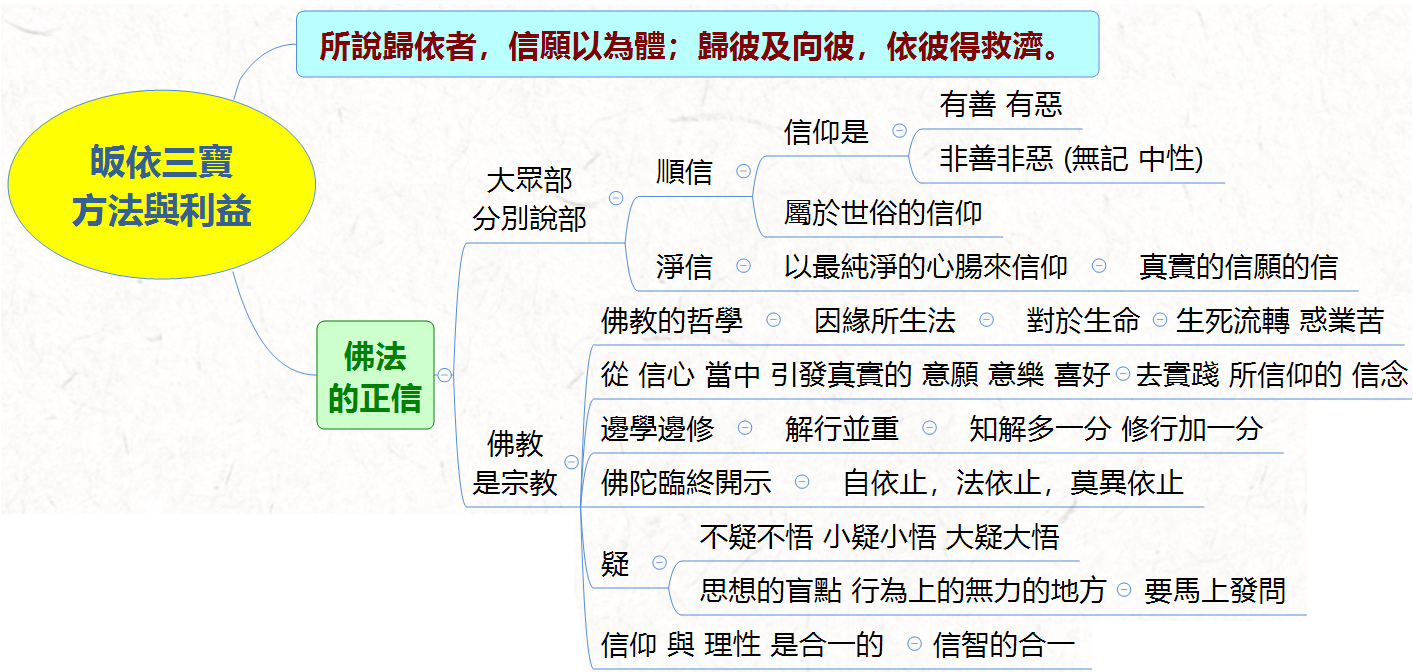 皈依三寶
方法與利益
所說歸依者，信願以為體；歸彼及向彼，依彼得救濟。
佛法
的正信
大眾部
分別說部
順信
信仰是
有善 有惡
非善非惡 (無記 中性)
屬於世俗的信仰
淨信
以最純淨的心腸來信仰
真實的信願的信
佛教
是宗教
佛教的哲學
因緣所生法
對於生命
生死流轉 惑業苦
從 信心 當中 引發真實的 意願 意樂 喜好
去實踐 所信仰的 信念
邊學邊修
解行並重
知解多一分 修行加一分
佛陀臨終開示
自依止，法依止，莫異依止
疑
不疑不悟 小疑小悟 大疑大悟
思想的盲點 行為上的無力的地方
要馬上發問
信仰 與 理性 是合一的
信智的合一